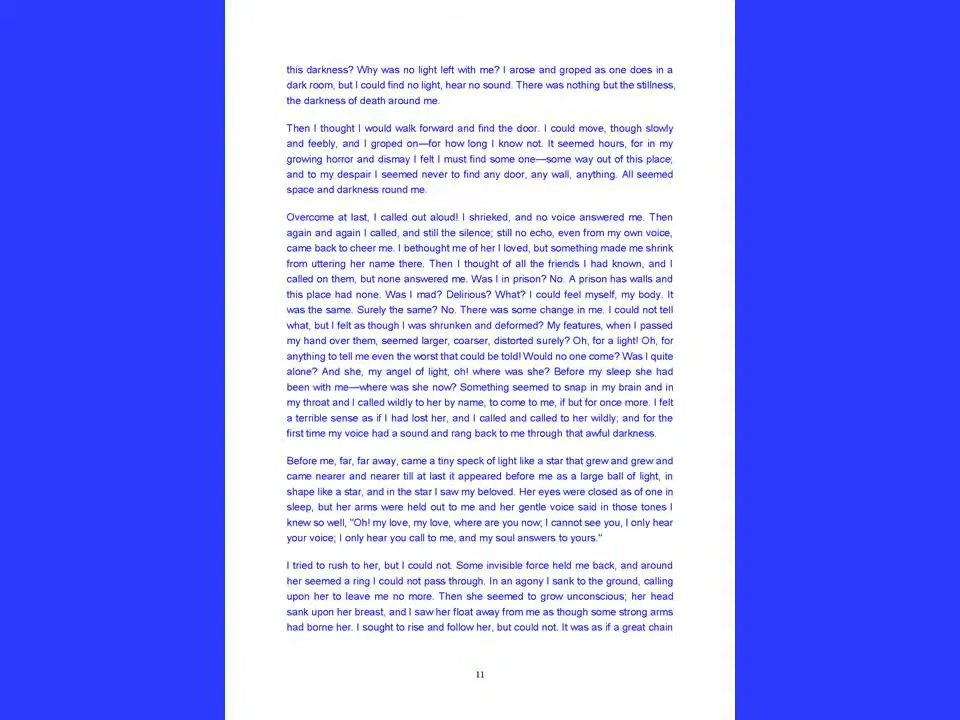 this darkness? Why was no light left with me? I arose and groped as one does in a
dark room, but I could find no light, hear no sound. There was nothing but the stillness,
the darkness of death around me.
Then I thought I would walk forward and find the door. I could move, though slowly
and feebly, and I groped on—for how long I know not. It seemed hours, for in my
growing horror and dismay I felt I must find some one—some way out of this place;
and to my despair I seemed never to find any door, any wall, anything. All seemed
space and darkness round me.
Overcome at last, I called out aloud! I shrieked, and no voice answered me. Then
again and again I called, and still the silence; still no echo, even from my own voice,
came back to cheer me. I bethought me of her I loved, but something made me shrink
from uttering her name there. Then I thought of all the friends I had known, and I
called on them, but none answered me. Was I in prison? No. A prison has walls and
this place had none. Was I mad? Delirious? What? I could feel myself, my body. It
was the same. Surely the same? No. There was some change in me. I could not tell
what, but I felt as though I was shrunken and deformed? My features, when I passed
my hand over them, seemed larger, coarser, distorted surely? Oh, for a light! Oh, for
anything to tell me even the worst that could be told! Would no one come? Was I quite
alone? And she, my angel of light, oh! where was she? Before my sleep she had
been with me—where was she now? Something seemed to snap in my brain and in
my throat and I called wildly to her by name, to come to me, if but for once more. I felt
a terrible sense as if I had lost her, and I called and called to her wildly; and for the
first time my voice had a sound and rang back to me through that awful darkness.
Before me, far, far away, came a tiny speck of light like a star that grew and grew and
came nearer and nearer till at last it appeared before me as a large ball of light, in
shape like a star, and in the star I saw my beloved. Her eyes were closed as of one in
sleep, but her arms were held out to me and her gentle voice said in those tones I
knew so well, "Oh! my love, my love, where are you now; I cannot see you, I only hear
your voice; I only hear you call to me, and my soul answers to yours."
I tried to rush to her, but I could not. Some invisible force held me back, and around
her seemed a ring I could not pass through. In an agony I sank to the ground, calling
upon her to leave me no more. Then she seemed to grow unconscious; her head
sank upon her breast, and I saw her float away from me as though some strong arms
had borne her. I sought to rise and follow her, but could not. It was as if a great chain
11